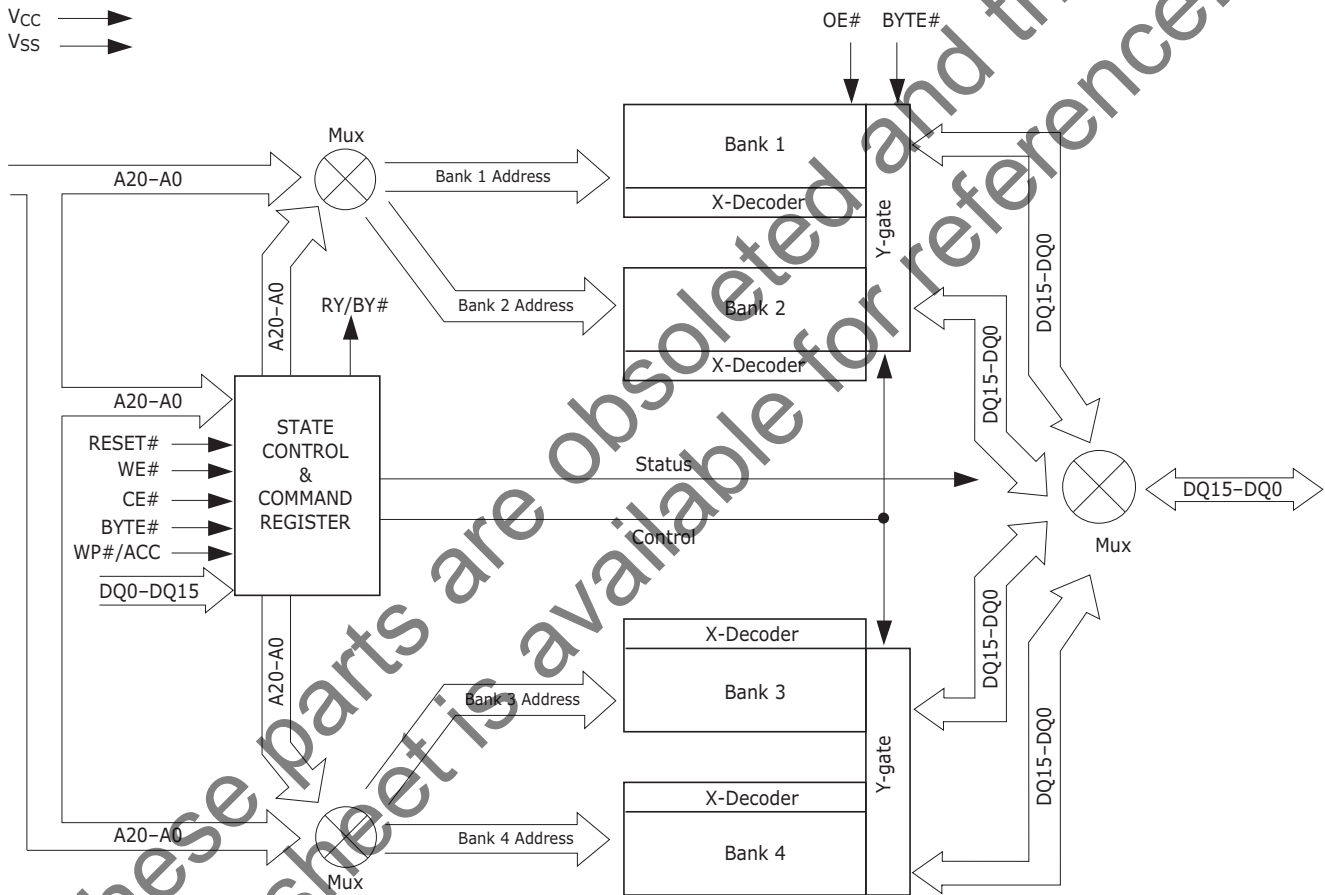 VCC
VSS
OE# BYTE#
Mux
A20–A0
Bank 1 Address
Bank 1
X-Decoder
Y-gate
DQ15–DQ0
A20–A0
RY/BY#
Bank 2 Address
Bank 2
X-Decoder
DQ15–DQ0
A20–A0
RESET#
WE#
CE#
BYTE#
WP#/ACC
DQ0–DQ15
STATE
CONTROL
&
COMMAND
REGISTER
Status
Control
DQ15–DQ0
Mux
A20–A0
X-Decoder
Bank 3 Address
Bank 3
Y-gate
DQ15–DQ0
DQ15–DQ0
A20–A0
Mux
Bank 4 Address
X-Decoder
Bank 4
these parts are obsoleted and
sheet is available for reference